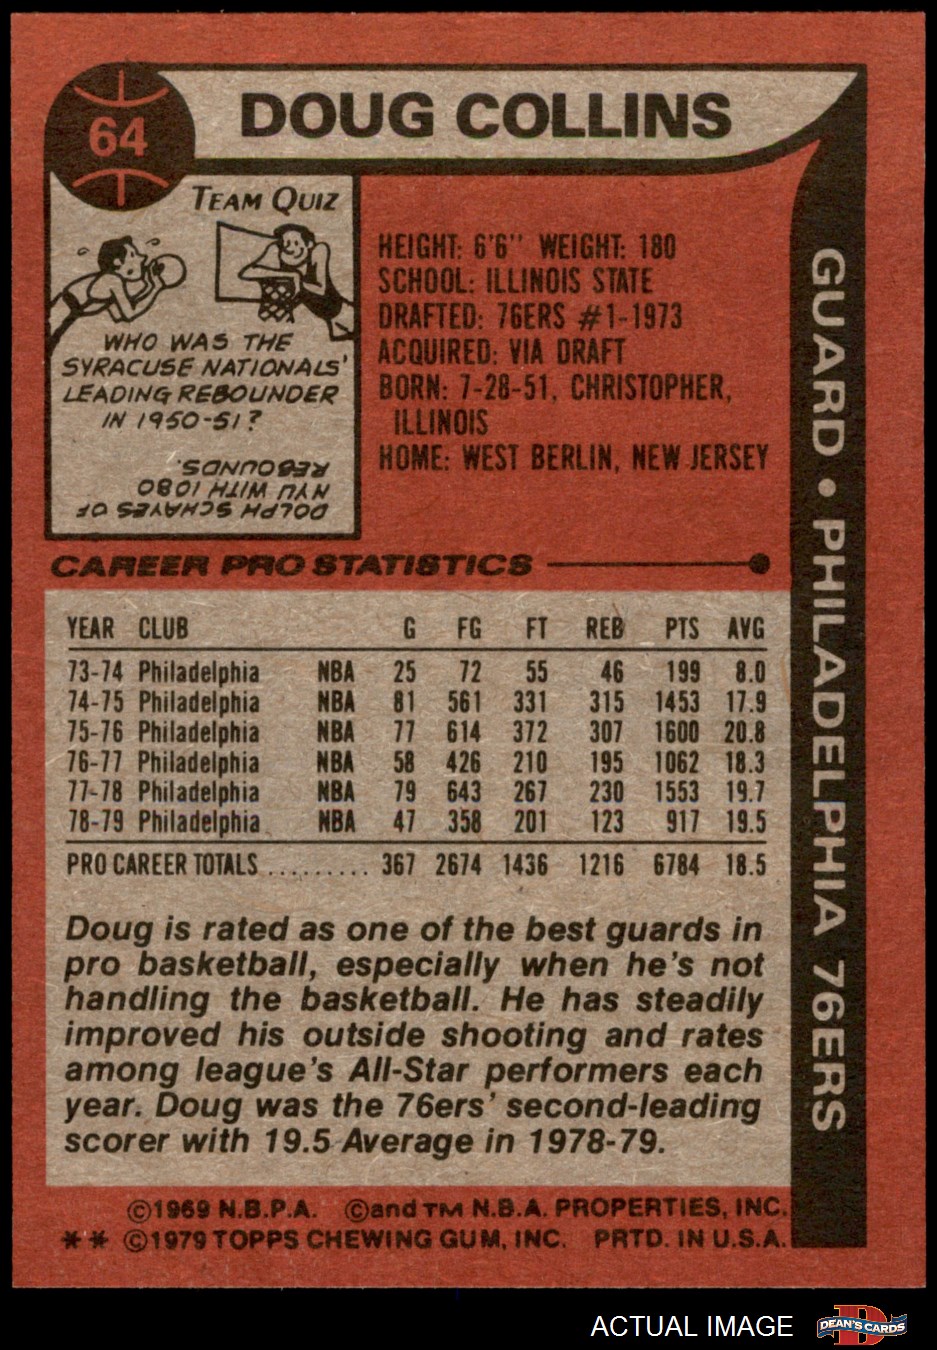 64
DOUG COLLINS
TEAM QUIZ
WHO WAS THE
SYRACUSE NATIONALS'
LEADING REBOUNDER
IN 1950-51?
DOLPH SCHAYES OF
NYU WITH 1080
REBOUNDS.
HEIGHT: 6'6" WEIGHT: 180
SCHOOL: ILLINOIS STATE
DRAFTED: 76ERS #1-1973
ACQUIRED: VIA DRAFT
BORN: 7-28-51, CHRISTOPHER,
ILLINOIS
HOME: WEST BERLIN, NEW JERSEY
GUARD • PHILADELPHIA 76ERS
CAREER PRO STATISTICS
YEAR CLUB G FG FT REB PTS AVG
73-74 Philadelphia NBA 25 72 55 46 199 8.0
74-75 Philadelphia NBA 81 561 331 315 1453 17.9
75-76 Philadelphia NBA 77 614 372 307 1600 20.8
76-77 Philadelphia NBA 58 426 210 195 1062 18.3
77-78 Philadelphia NBA 79 643 267 230 1553 19.7
78-79 Philadelphia NBA 47 358 201 123 917 19.5
PRO CAREER TOTALS ......... 367 2674 1436 1216 6784 18.5
Doug is rated as one of the best guards in
pro basketball, especially when he's not
handling the basketball. He has steadily
improved his outside shooting and rates
among league's All-Star performers each
year. Doug was the 76ers' second-leading
scorer with 19.5 Average in 1978-79.
©1969 N.B.P.A. ©and TM N.B.A. PROPERTIES, INC.
** ©1979 TOPPS CHEWING GUM, INC. PRTD. IN U.S.A.
ACTUAL IMAGE
D
DEAN'S CARDS